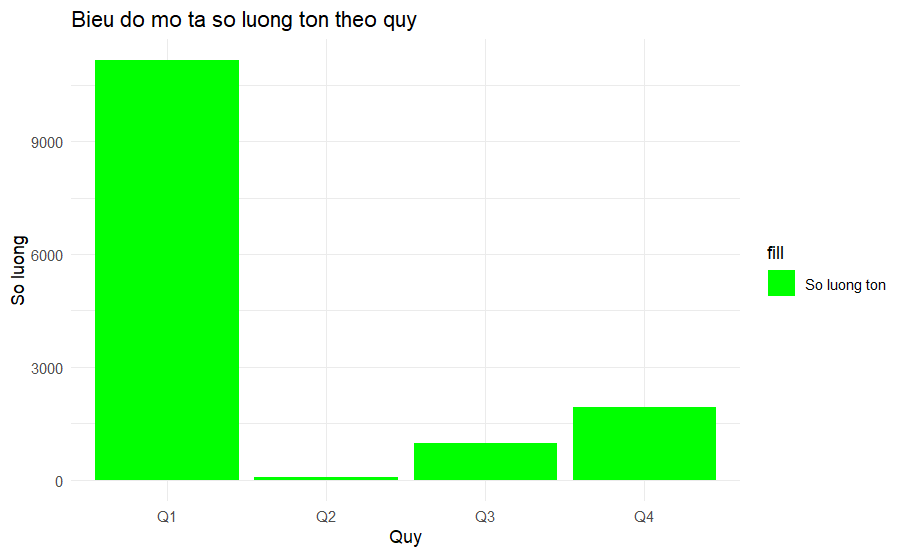 Bieu do mo ta so luong ton theo quy
9000
6000
3000
0
So luong
Q1
Q2
Q3
Q4
Quy
fill
So luong ton